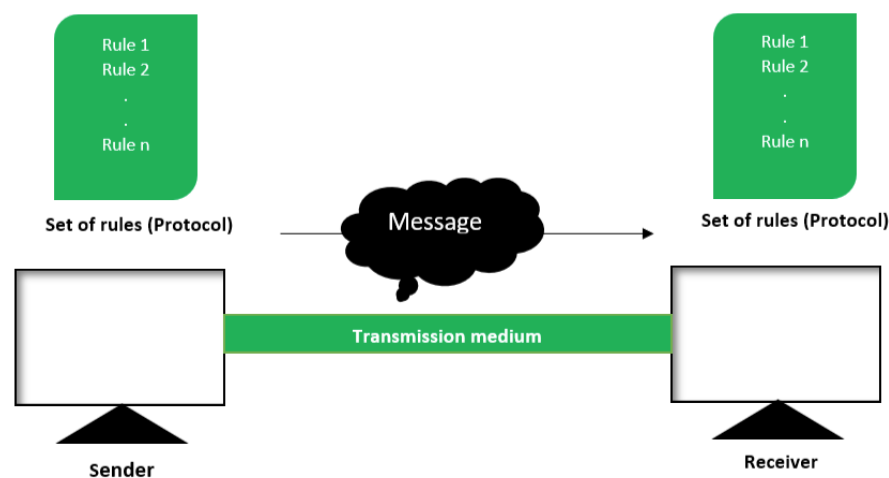 Rule 1
Rule 2
.
.
Rule n
Set of rules (Protocol)
Rule 1
Rule 2
.
.
Rule n
Set of rules (Protocol)
Message
Transmission medium
Sender
Receiver